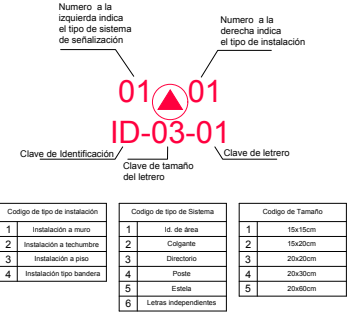 Numero a la
izquierda indica
el tipo de sistema
de señalización
Numero a la
derecha indica
el tipo de instalación
01 01
ID-03-01
Clave de Identificación
Clave de tamaño
del letrero
Clave de letrero
Codigo de tipo de instalación
1 Instalación a muro
2 Instalación a techumbre
3 Instalación a piso
4 Instalación tipo bandera
Codigo de tipo de Sistema
1 Id. de área
2 Colgante
3 Directorio
4 Poste
5 Estela
6 Letras independientes
Codigo de Tamaño
1 15x15cm
2 15x20cm
3 20x20cm
4 20x30cm
5 20x60cm